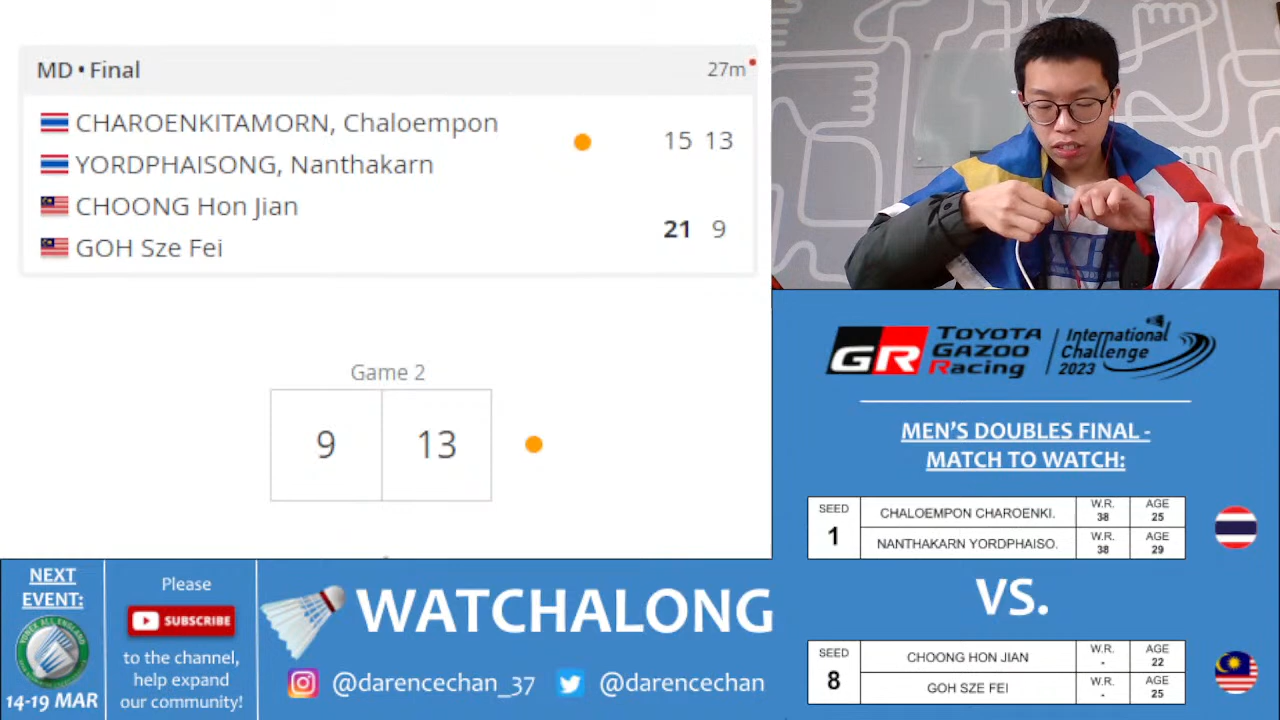 MD • Final
27m
CHAROENKITAMORN, Chaloempon
YORDPHAISONG, Nanthakarn
15 13
CHOONG Hon Jian
GOH Sze Fei
21 9
Game 2
9 13
GR TOYOTA GAZOO Racing
International Challenge 2023
MEN'S DOUBLES FINAL -
MATCH TO WATCH:
SEED 1
CHALOEMPON CHAROENKI. W.R. 38 AGE 25
NANTHAKARN YORDPHAISO. W.R. 38 AGE 29
VS.
SEED 8
CHOONG HON JIAN W.R. - AGE 22
GOH SZE FEI W.R. - AGE 25
NEXT
EVENT:
YONEX ALL ENGLAND
14-19 MAR
Please
SUBSCRIBE
to the channel,
help expand
our community!
WATCHALONG
@darencechan_37
@darencechan